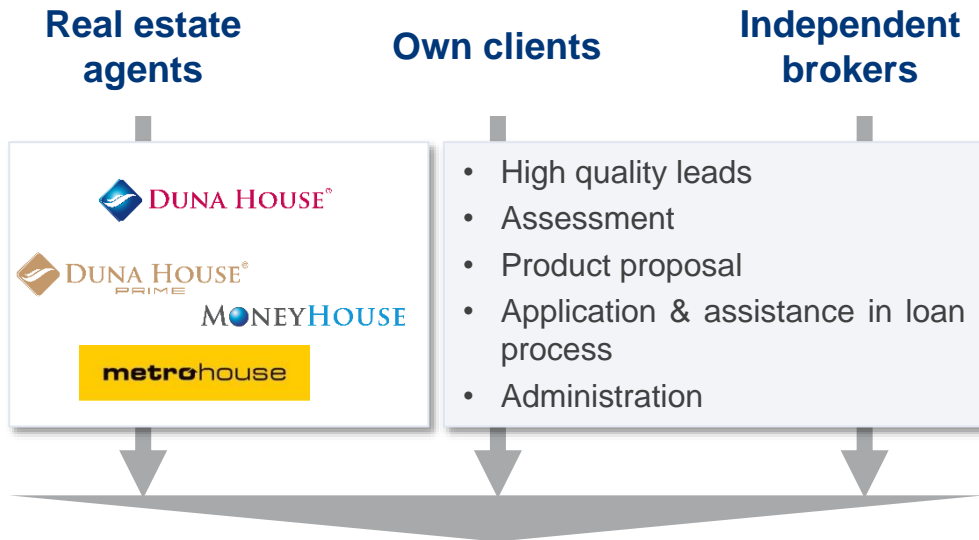 Real estate
agents
Own clients
Independent
brokers
DUNA HOUSE®
DUNA HOUSE®
PRIME
MONEYHOUSE
metrohouse
• High quality leads
• Assessment
• Product proposal
• Application & assistance in loan
process
• Administration